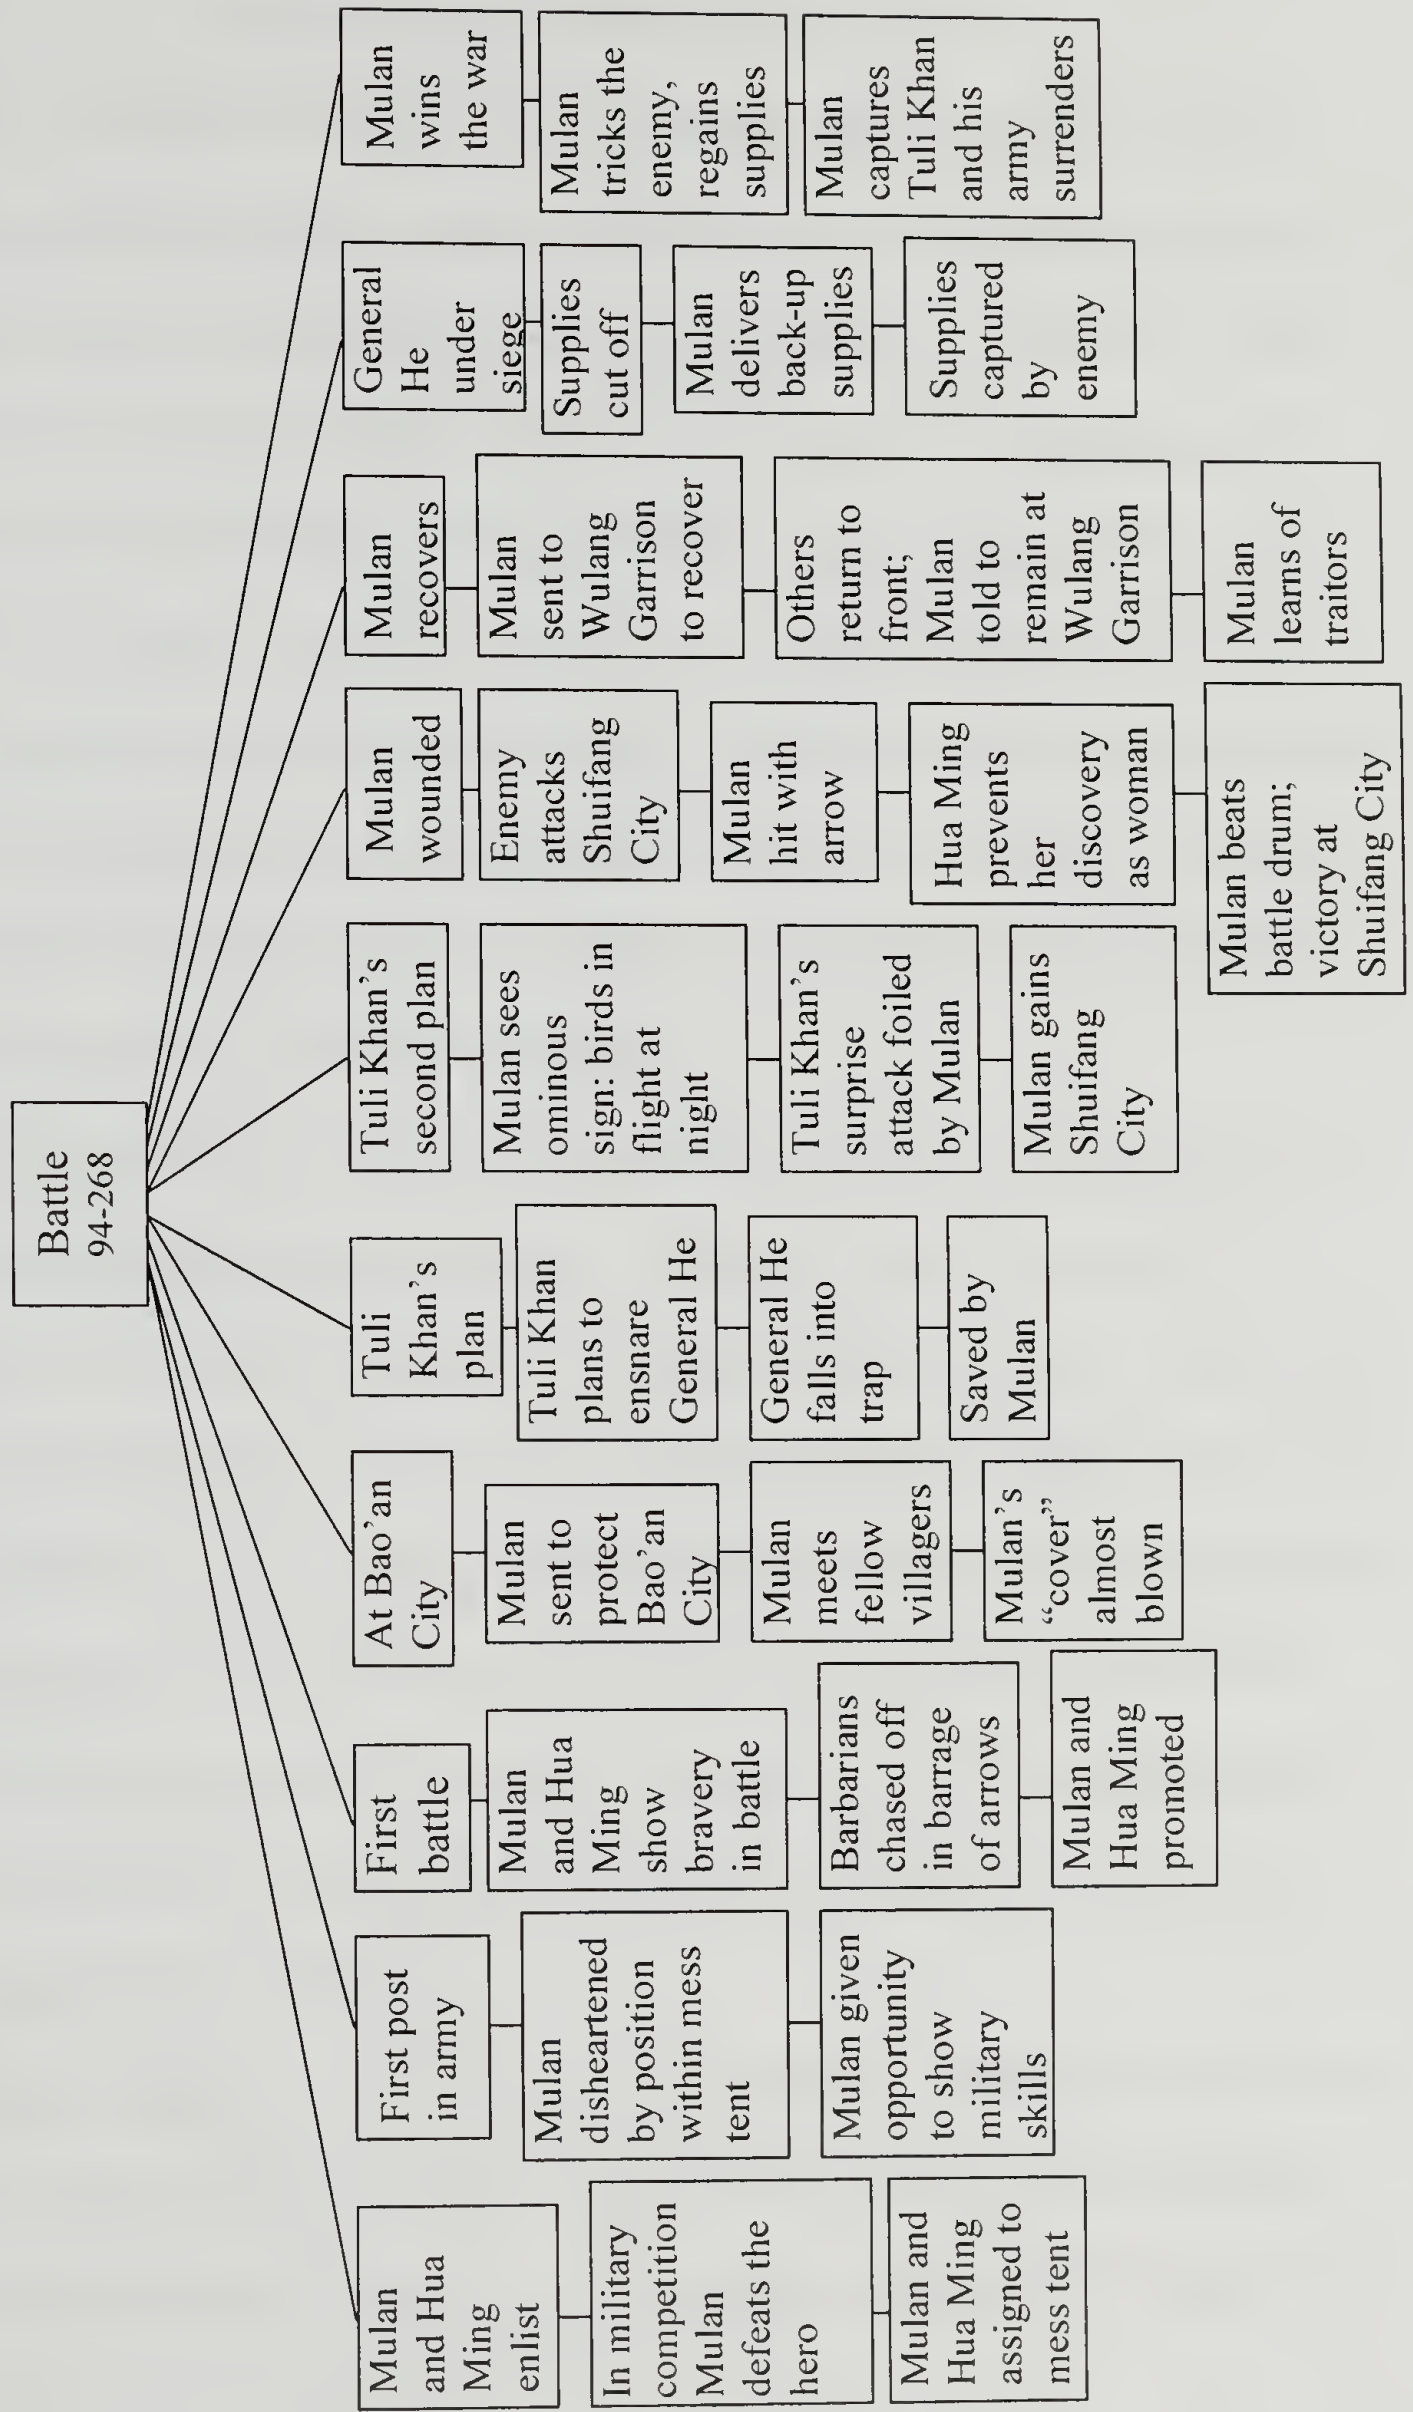 Battle
94-268
Mulan
and Hua
Ming
enlist
In military
competition
Mulan
defeats the
hero
Mulan and
Hua Ming
assigned to
mess tent
First post
in army
Mulan
disheartened
by position
within mess
tent
Mulan given
opportunity
to show
military
skills
First
battle
Mulan
and Hua
Ming
show
bravery
in battle
Barbarians
chased off
in barrage
of arrows
Mulan and
Hua Ming
promoted
At Bao'an
City
Mulan
sent to
protect
Bao'an
City
Mulan
meets
fellow
villagers
Mulan's
“cover”
almost
blown
Tuli
Khan's
plan
Tuli Khan
plans to
ensnare
General He
General He
falls into
trap
Saved by
Mulan
Tuli Khan's
second plan
Mulan sees
ominous
sign: birds in
flight at
night
Tuli Khan's
surprise
attack foiled
by Mulan
Mulan gains
Shuifang
City
Mulan
wounded
Enemy
attacks
Shuifang
City
Mulan
hit with
arrow
Hua Ming
prevents
her
discovery
as woman
Mulan beats
battle drum;
victory at
Shuifang City
Mulan
recovers
Mulan
sent to
Wulang
Garrison
to recover
Others
return to
front;
Mulan
told to
remain at
Wulang
Garrison
Mulan
learns of
traitors
General
He
under
siege
Supplies
cut off
Mulan
delivers
back-up
supplies
Supplies
captured
by
enemy
Mulan
wins
the war
Mulan
tricks the
enemy,
regains
supplies
Mulan
captures
Tuli Khan
and his
army
surrenders